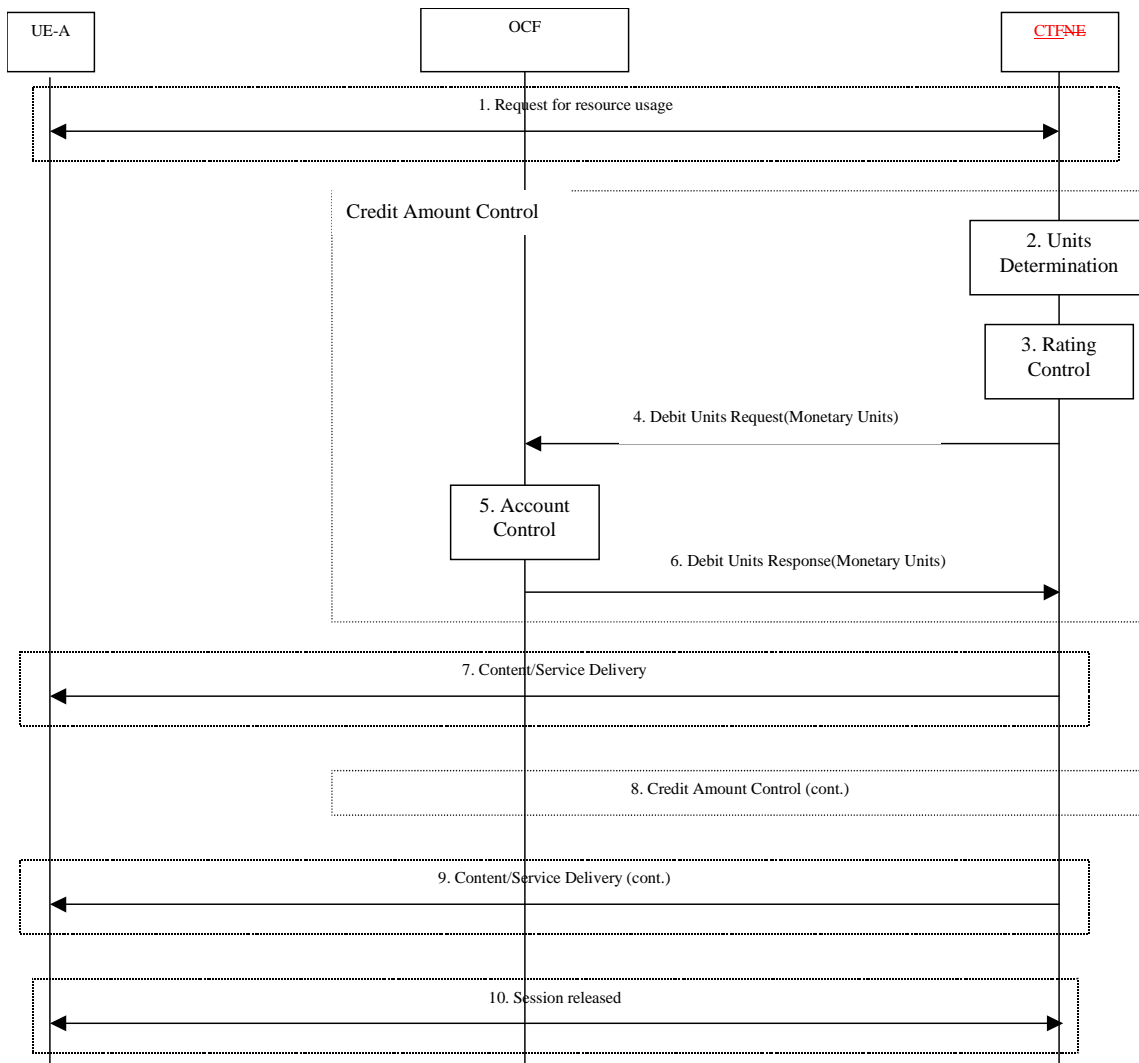 UE-A
OCF
CTFNE
1. Request for resource usage
Credit Amount Control
2. Units
Determination
3. Rating
Control
4. Debit Units Request(Monetary Units)
5. Account
Control
6. Debit Units Response(Monetary Units)
7. Content/Service Delivery
8. Credit Amount Control (cont.)
9. Content/Service Delivery (cont.)
10. Session released